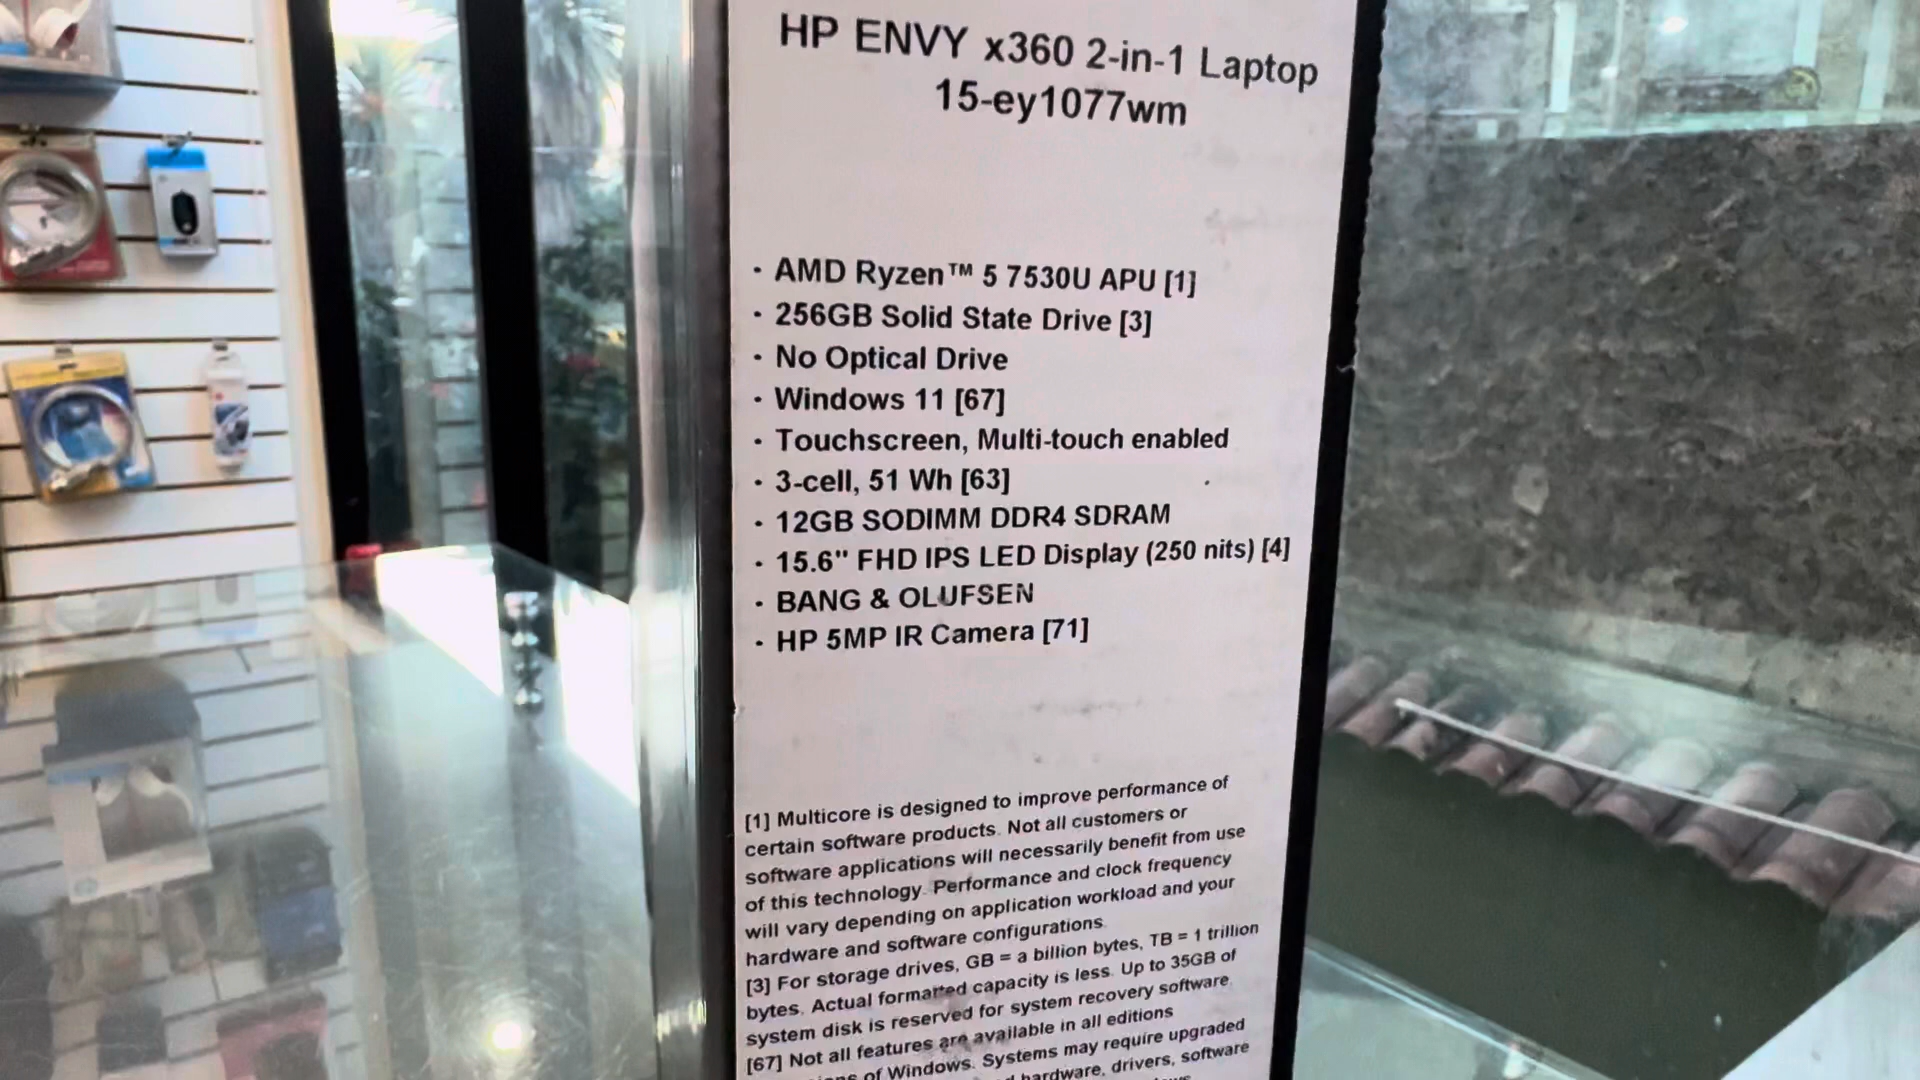 HP ENVY x360 2-in-1 Laptop
15-ey1077wm
· AMD Ryzen™ 5 7530U APU [1]
· 256GB Solid State Drive [3]
· No Optical Drive
· Windows 11 [67]
· Touchscreen, Multi-touch enabled
· 3-cell, 51 Wh [63]
· 12GB SODIMM DDR4 SDRAM
· 15.6" FHD IPS LED Display (250 nits) [4]
· BANG & OLUFSEN
· HP 5MP IR Camera [71]
[1] Multicore is designed to improve performance of
certain software products. Not all customers or
software applications will necessarily benefit from use
of this technology. Performance and clock frequency
will vary depending on application workload and your
hardware and software configurations.
[3] For storage drives, GB = a billion bytes, TB = 1 trillion
bytes. Actual formatted capacity is less. Up to 35GB of
system disk is reserved for system recovery software.
[67] Not all features are available in all editions
of Windows. Systems may require upgraded
hardware, drivers, software